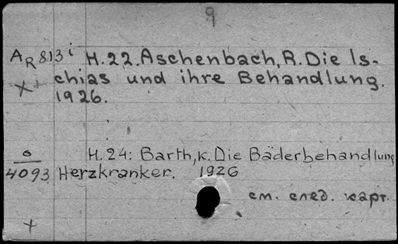 9
AR 813 i H.22. Aschenbach, R. Die Is-
chias und ihre Behandlung.
1926.
0 H.24: Barth, K. Die Bäderbehandlung
4093 Herzkranker. 1926
см. след. карт.